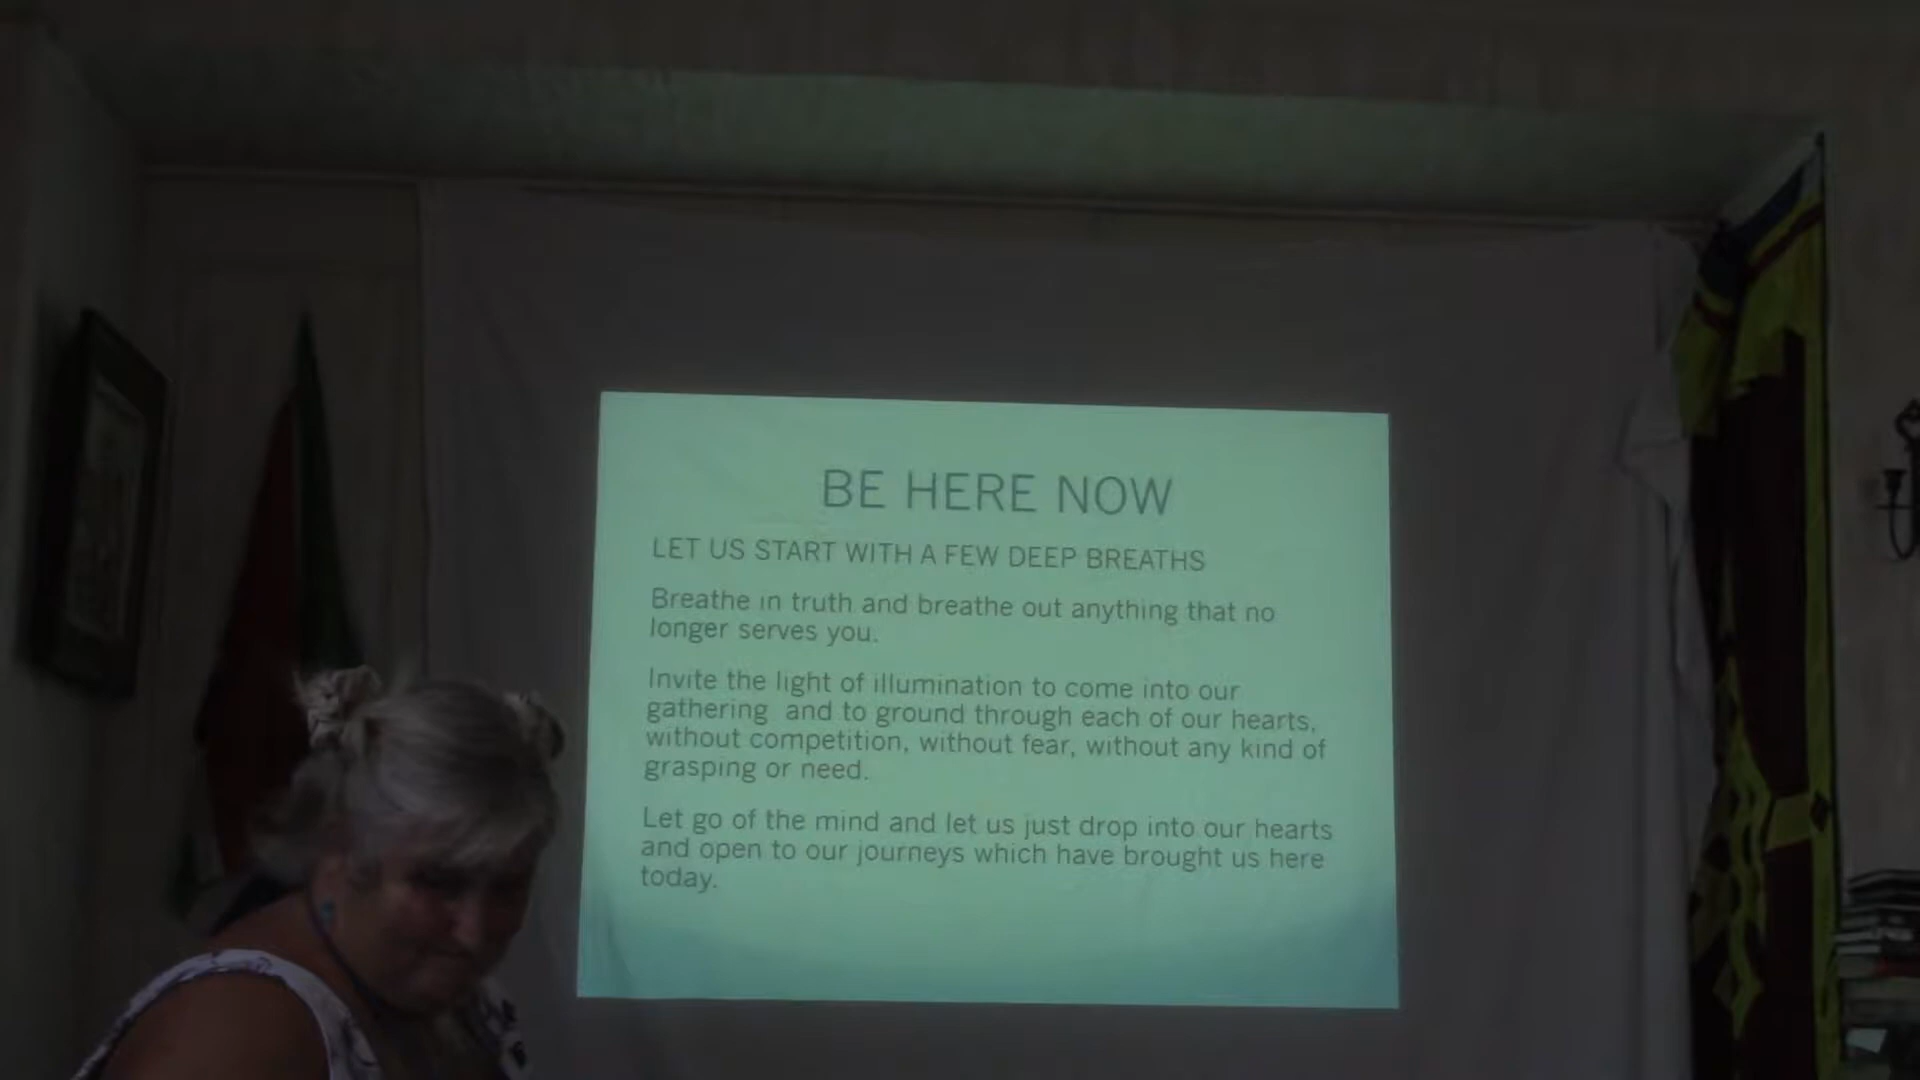 BE HERE NOW
LET US START WITH A FEW DEEP BREATHS
Breathe in truth and breathe out anything that no
longer serves you.
Invite the light of illumination to come into our
gathering and to ground through each of our hearts,
without competition, without fear, without any kind of
grasping or need.
Let go of the mind and let us just drop into our hearts
and open to our journeys which have brought us here
today.